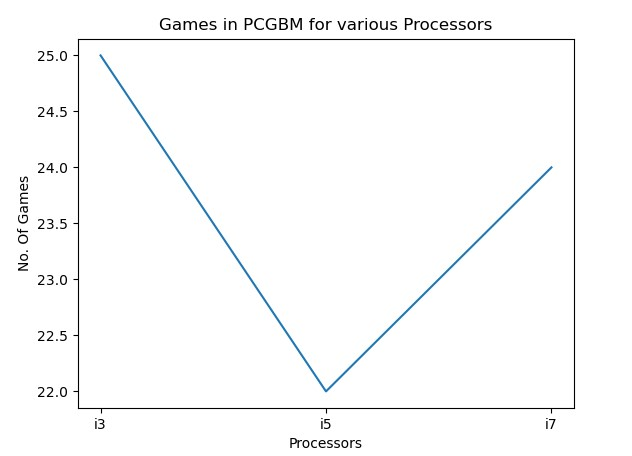 Games in PCGBM for various Processors
25.0
24.5
24.0
23.5
23.0
22.5
22.0
No. Of Games
i3 i5 i7
Processors